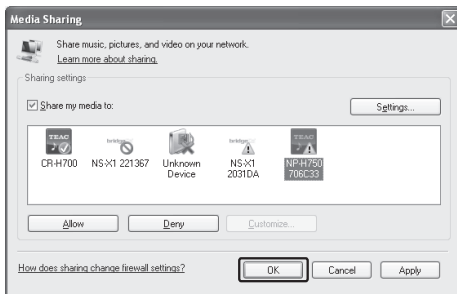 Media Sharing
Share music, pictures, and video on your network.
Learn more about sharing.
Sharing settings
Share my media to:
Settings...
TEAC
TEAC
CR-H700
NS-X1 221367
Unknown
Device
NS-X1
2031DA
NP-H750
706C33
Allow
Deny
Customize...
How does sharing change firewall settings?
OK
Cancel
Apply